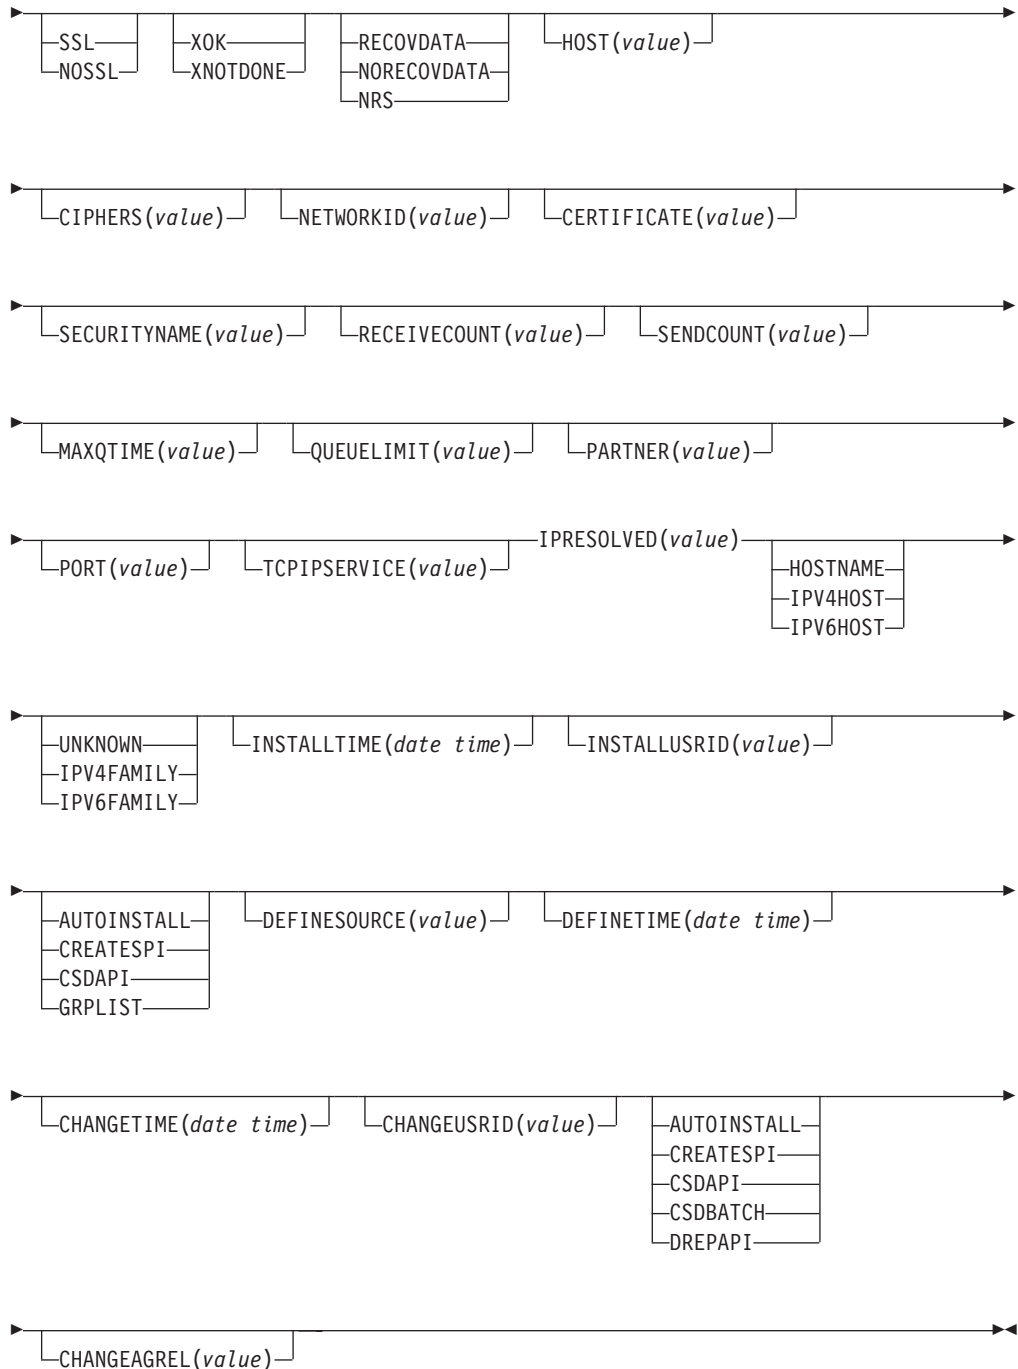 SSL XOK RECOVDATA HOST(value)
NOSSL XNOTDONE NORECOVDATA
NRS
CIPHERS(value) NETWORKID(value) CERTIFICATE(value)
SECURITYNAME(value) RECEIVECOUNT(value) SENDCOUNT(value)
MAXQTIME(value) QUEUELIMIT(value) PARTNER(value)
IPRESOLVED(value)
PORT(value) TCPIPSERVICE(value) HOSTNAME
IPV4HOST
IPV6HOST
UNKNOWN INSTALLTIME(date time) INSTALLUSRID(value)
IPV4FAMILY
IPV6FAMILY
AUTOINSTALL DEFINESOURCE(value) DEFINETIME(date time)
CREATESPI
CSDAPI
GRPLIST
CHANGETIME(date time) CHANGEUSRID(value) AUTOINSTALL
CREATESPI
CSDAPI
CSDBATCH
DREPAPI
CHANGEAGREL(value)